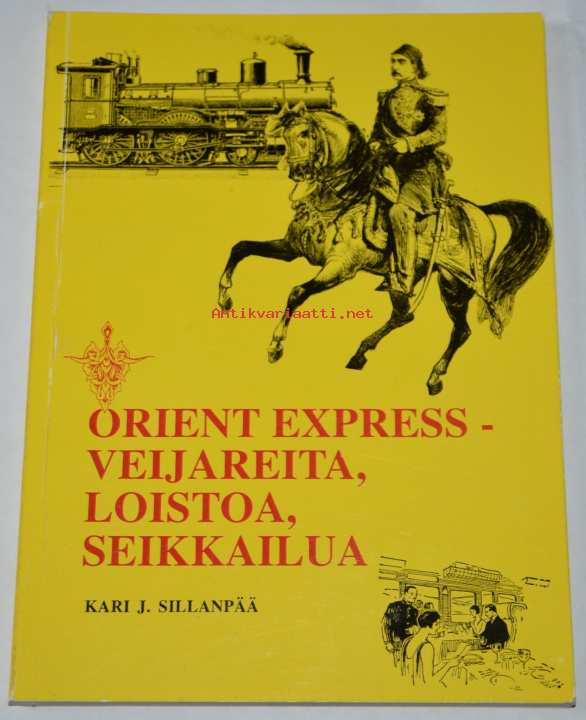 Antikvariaatti.net
ORIENT EXPRESS -
VEIJAREITA,
LOISTOA,
SEIKKAILUA
KARI J. SILLANPÄÄ